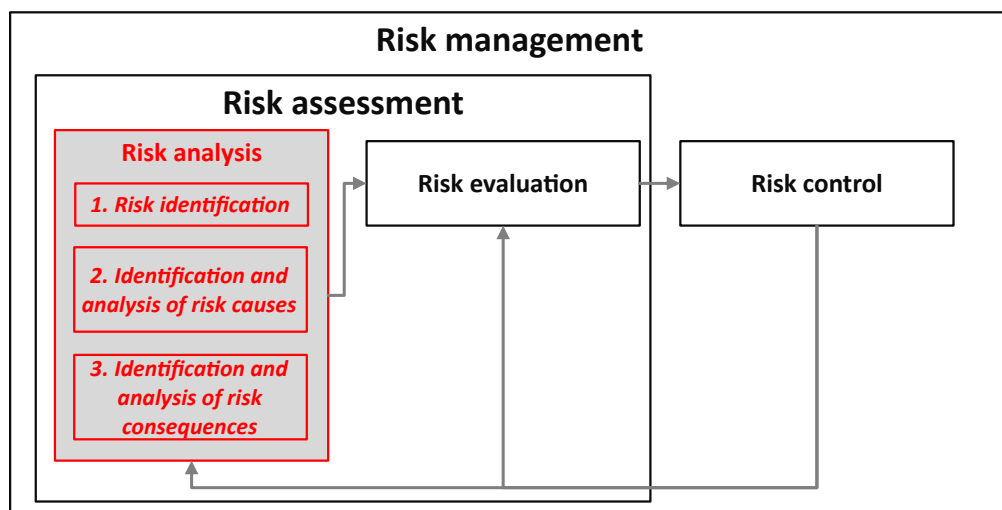 Risk management
Risk assessment
Risk analysis
1. Risk identification
2. Identification and
analysis of risk causes
3. Identification and
analysis of risk
consequences
Risk evaluation
Risk control